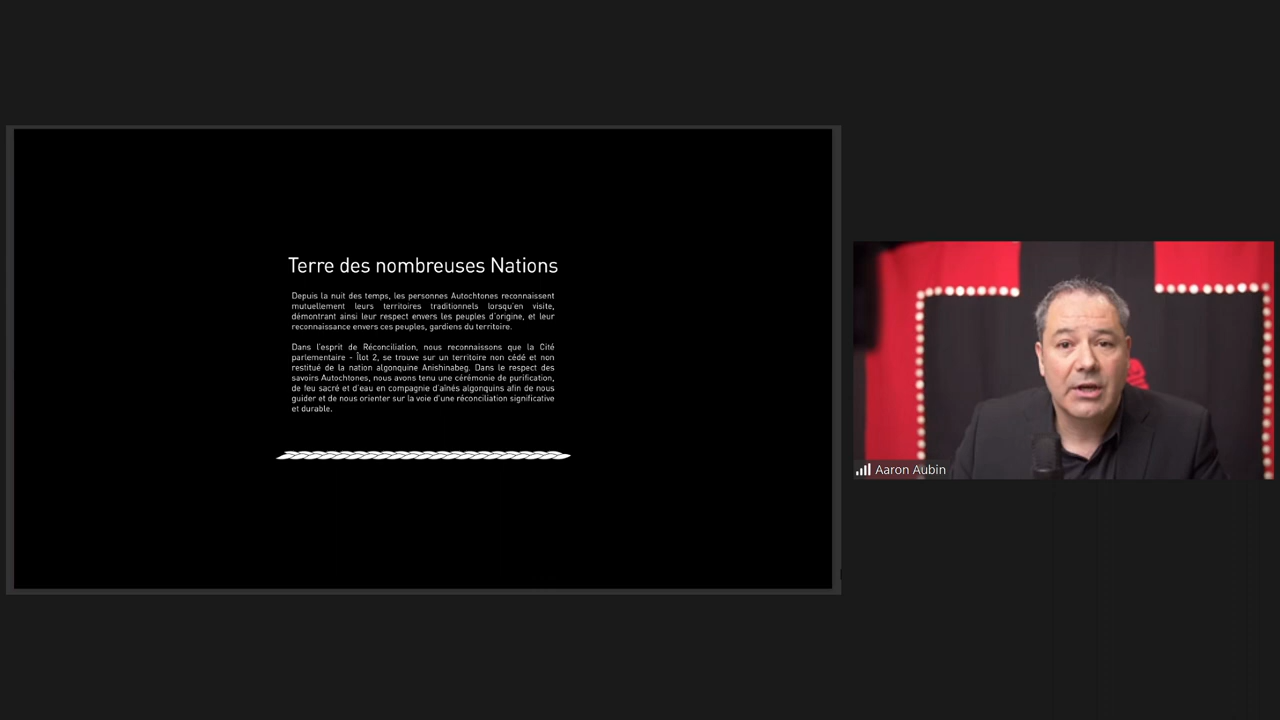 Terre des nombreuses Nations
Depuis la nuit des temps, les personnes Autochtones reconnaissent
mutuellement leurs territoires traditionnels lorsqu'en visite,
démontrant ainsi leur respect envers les peuples d'origine, et leur
reconnaissance envers ces peuples, gardiens du territoire.
Dans l'esprit de Réconciliation, nous reconnaissons que la Cité
parlementaire - Îlot 2, se trouve sur un territoire non cédé et non
restitué de la nation algonquine Anishinabeg. Dans le respect des
savoirs Autochtones, nous avons tenu une cérémonie de purification,
de feu sacré et d'eau en compagnie d'aînés algonquins afin de nous
guider et de nous orienter sur la voie d'une réconciliation significative
et durable.
Aaron Aubin